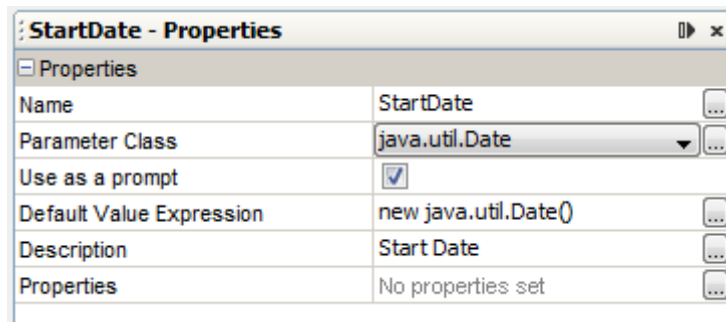 StartDate - Properties
Properties
Name StartDate ...
Parameter Class java.util.Date ...
Use as a prompt
Default Value Expression new java.util.Date() ...
Description Start Date ...
Properties No properties set ...